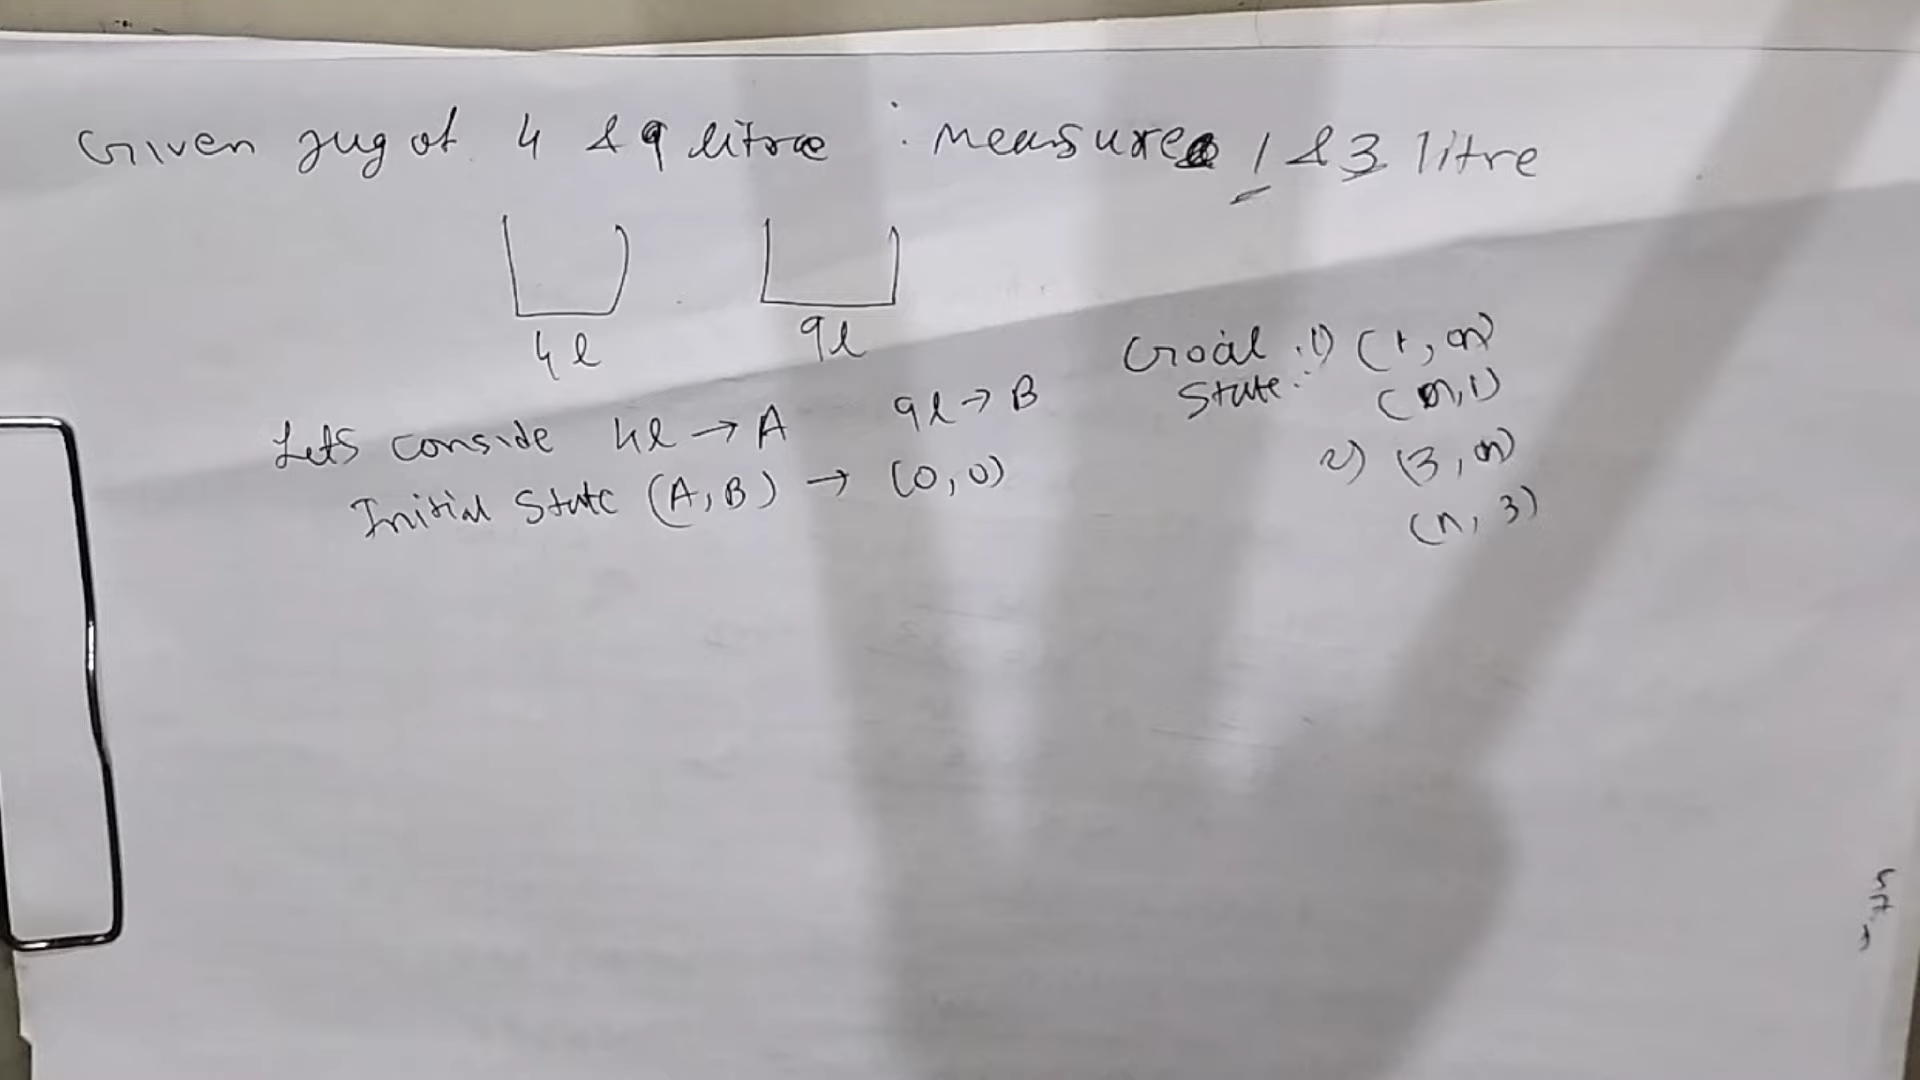 Given jug of 4 & 9 litre : measure 1 & 3 litre
4l 9l
Lets conside 4l → A 9l → B
Initial State (A, B) → (0, 0)
Goal State: 1) (1, n)
(n, 1)
2) (3, n)
(n, 3)